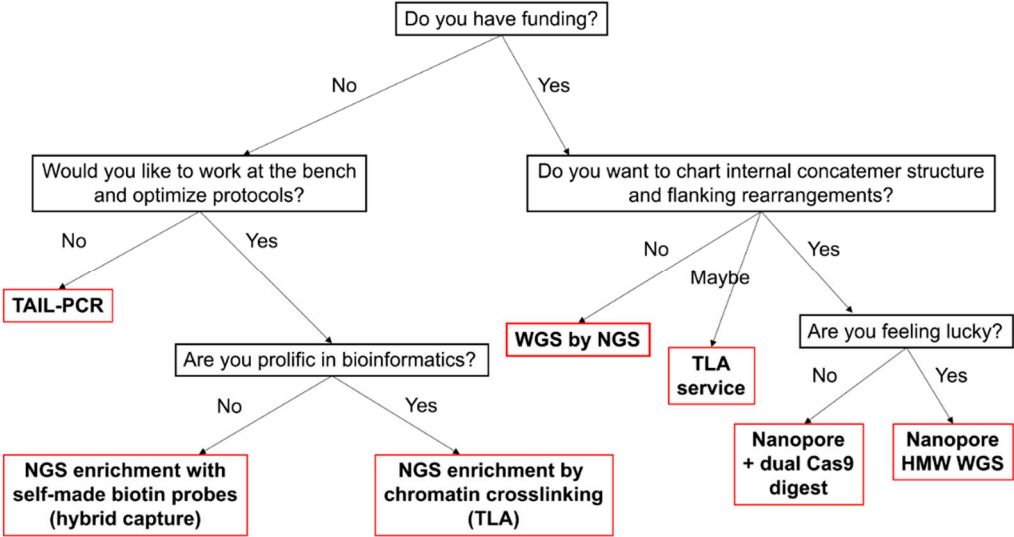 Do you have funding?
No
Yes
Would you like to work at the bench
and optimize protocols?
Do you want to chart internal concatemer structure
and flanking rearrangements?
No
Yes
No
Maybe
Yes
TAIL-PCR
WGS by NGS
Are you feeling lucky?
Are you prolific in bioinformatics?
TLA
service
No
Yes
No
Yes
NGS enrichment with
self-made biotin probes
(hybrid capture)
NGS enrichment by
chromatin crosslinking
(TLA)
Nanopore
+ dual Cas9
digest
Nanopore
HMW WGS